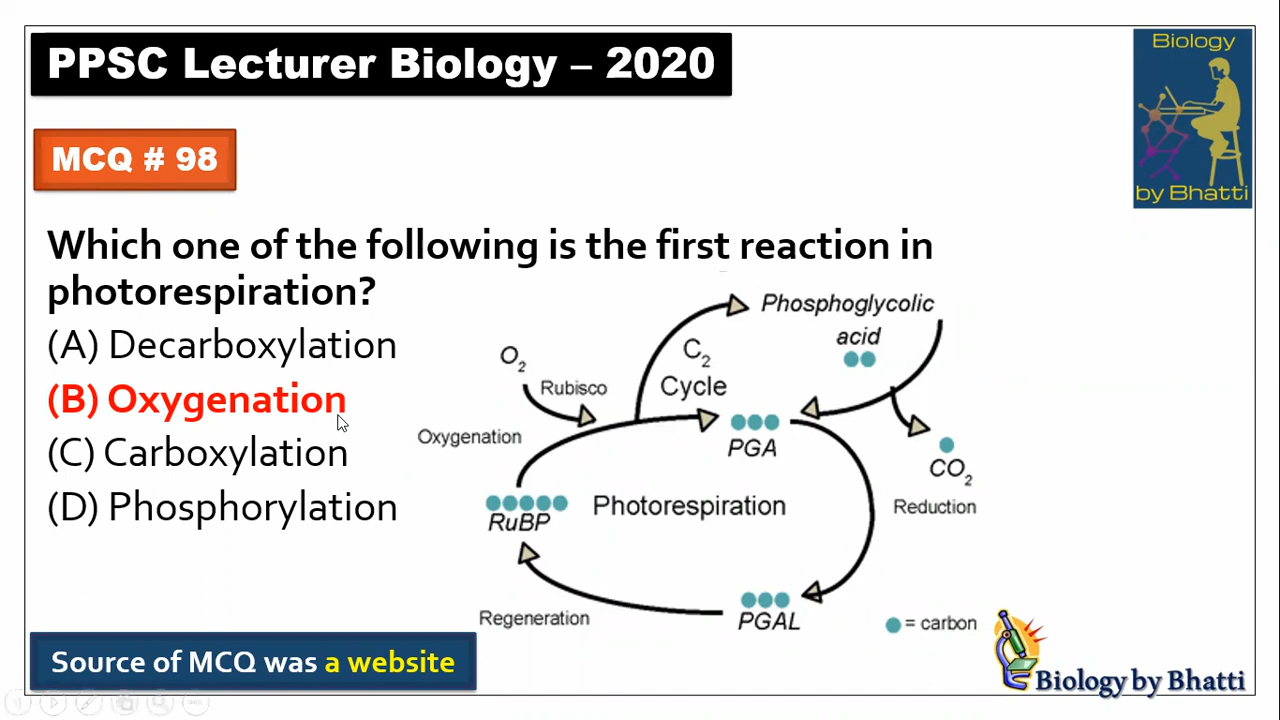 PPSC Lecturer Biology – 2020
Biology
by Bhatti
MCQ # 98
Which one of the following is the first reaction in
photorespiration?
(A) Decarboxylation
(B) Oxygenation
(C) Carboxylation
(D) Phosphorylation
Phosphoglycolic
acid
O2
Rubisco
C2
Cycle
Oxygenation
PGA
CO2
RuBP
Photorespiration
Reduction
Regeneration
PGAL
= carbon
Source of MCQ was a website
Biology by Bhatti